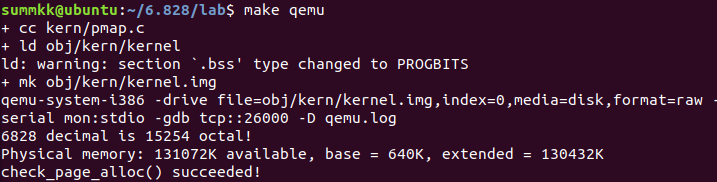 summkk@ubuntu:~/6.828/lab$ make qemu
+ cc kern/pmap.c
+ ld obj/kern/kernel
ld: warning: section `.bss' type changed to PROGBITS
+ mk obj/kern/kernel.img
qemu-system-i386 -drive file=obj/kern/kernel.img,index=0,media=disk,format=raw -
serial mon:stdio -gdb tcp::26000 -D qemu.log
6828 decimal is 15254 octal!
Physical memory: 131072K available, base = 640K, extended = 130432K
check_page_alloc() succeeded!